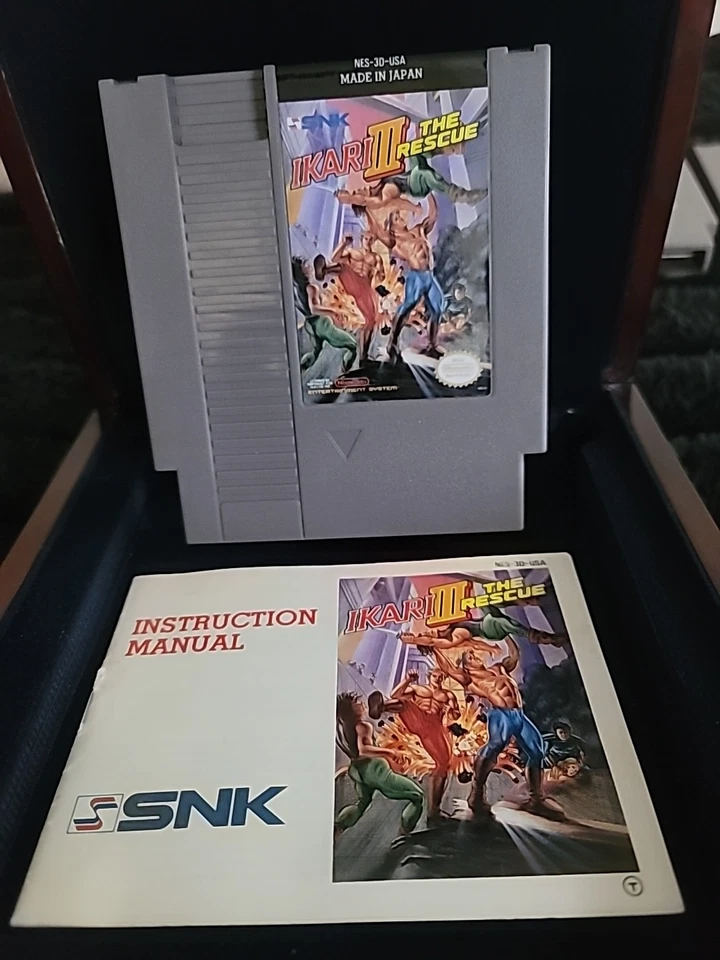 NES-3D-USA
MADE IN JAPAN
SNK
IKARI III THE RESCUE
Nintendo
ENTERTAINMENT SYSTEM
NES-3D-USA
INSTRUCTION
MANUAL
IKARI III THE RESCUE
SNK
T